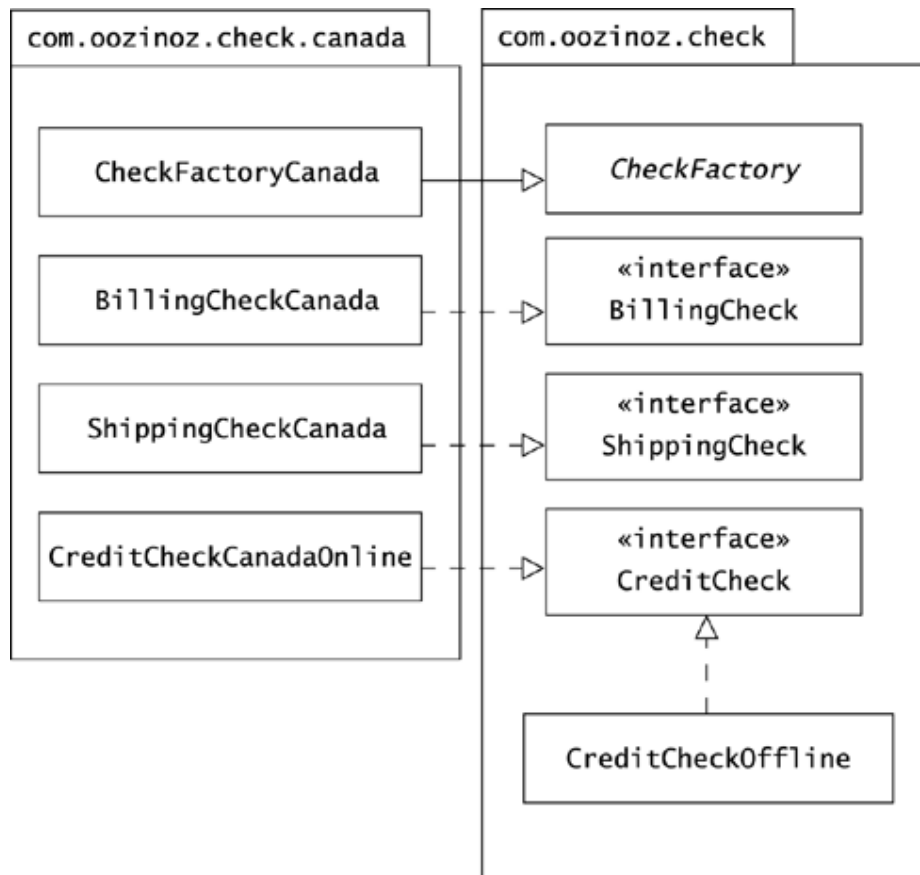 com.oozinoz.check.canada
CheckFactoryCanada
BillingCheckCanada
ShippingCheckCanada
CreditCheckCanadaOnline
com.oozinoz.check
CheckFactory
«interface»
BillingCheck
«interface»
ShippingCheck
«interface»
CreditCheck
CreditCheckOffline